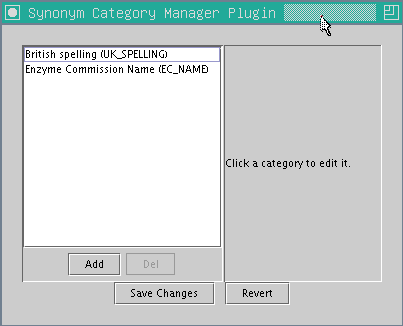 Synonym Category Manager Plugin
British spelling (UK_SPELLING)
Enzyme Commission Name (EC_NAME)
Click a category to edit it.
Add Del
Save Changes Revert